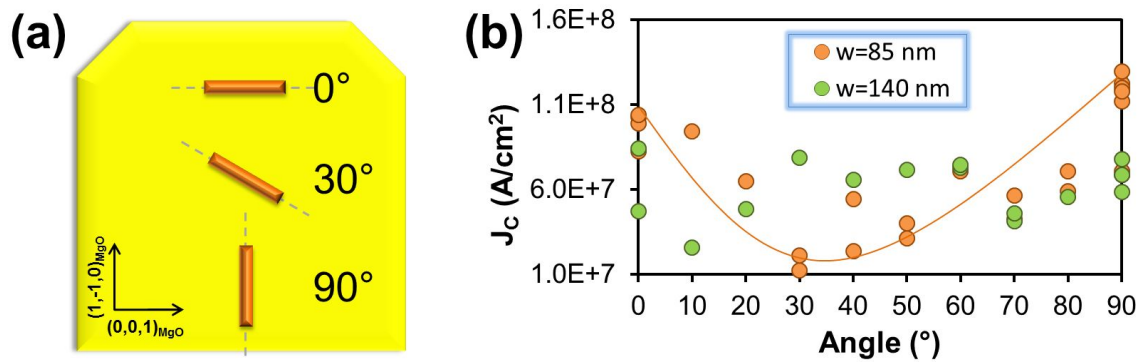 (a)
0°
30°
90°
(1,-1,0)MgO
(0,0,1)MgO
(b)
JC (A/cm²)
1.6E+8
1.1E+8
6.0E+7
1.0E+7
w=85 nm
w=140 nm
0 10 20 30 40 50 60 70 80 90
Angle (°)